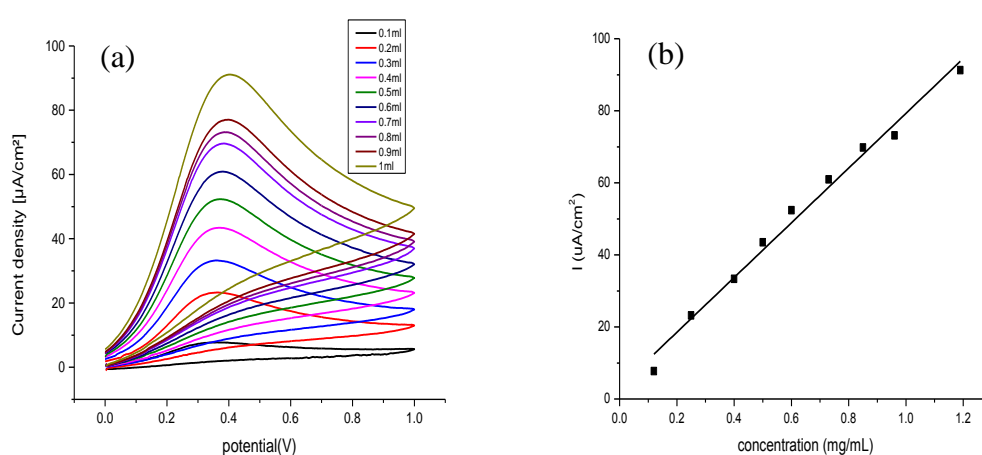 (a)
0.1ml
0.2ml
0.3ml
0.4ml
0.5ml
0.6ml
0.7ml
0.8ml
0.9ml
1ml
100
80
60
40
20
0
Current density [µA/cm²]
0.0 0.2 0.4 0.6 0.8 1.0
potential(V)
(b)
100
80
60
40
20
0
I (uA/cm²)
0.0 0.2 0.4 0.6 0.8 1.0 1.2
concentration (mg/mL)